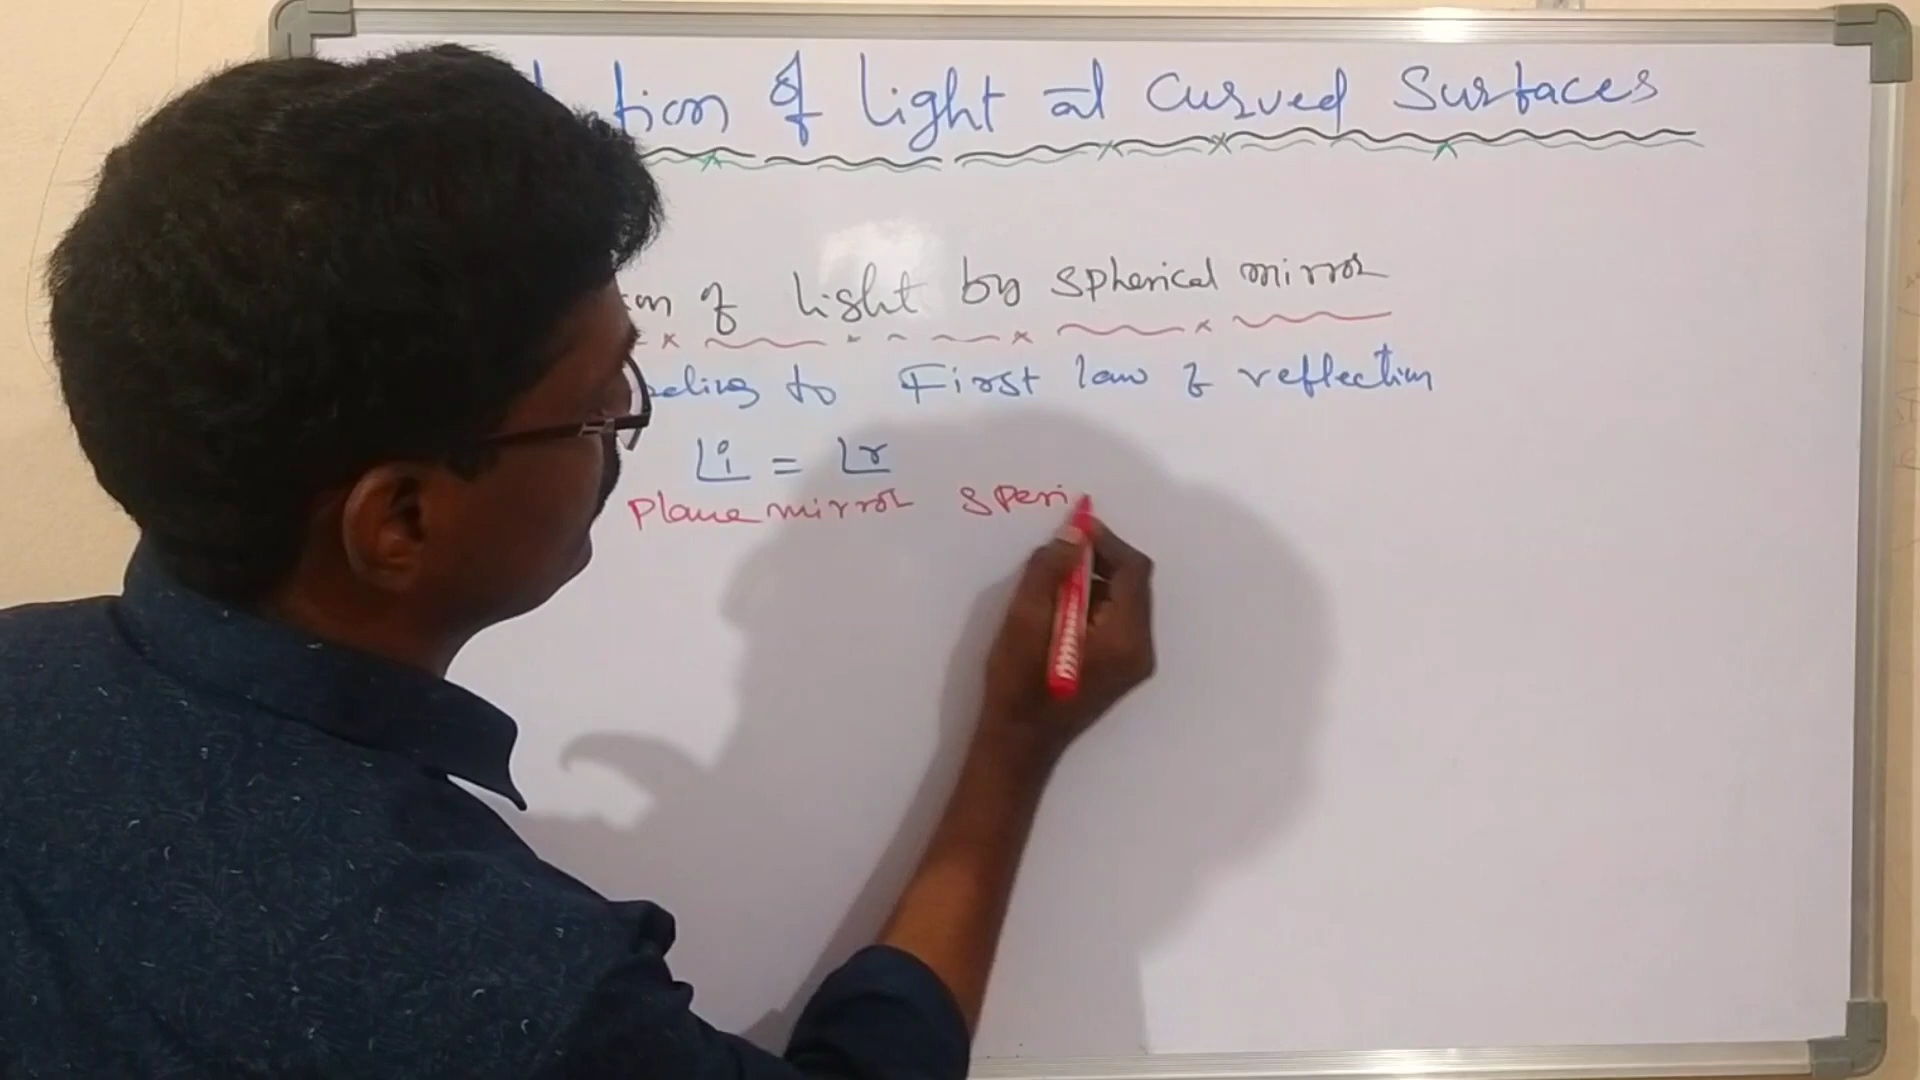 tion of light at curved surfaces
on of light by spherical mirror
ding to First law of reflection
∠i = ∠r
Plane mirror speri